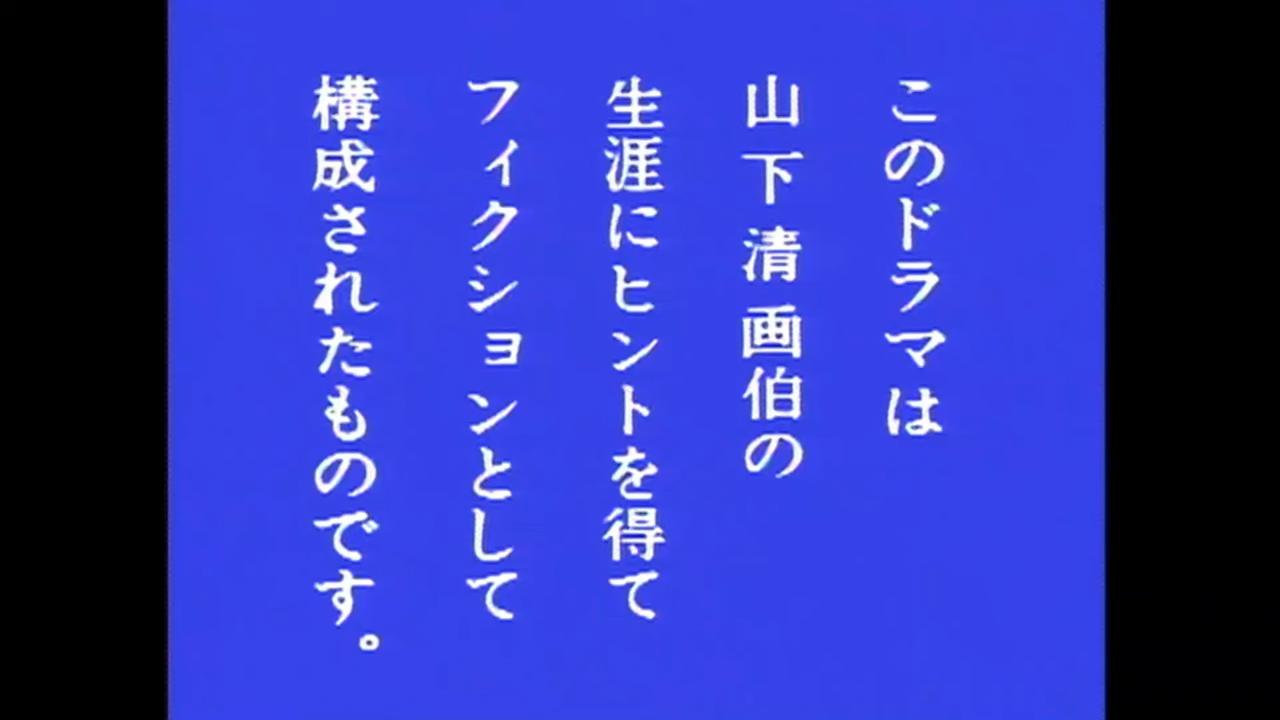 このドラマは
山下清画伯の
生涯にヒントを得て
フィクションとして
構成されたものです。